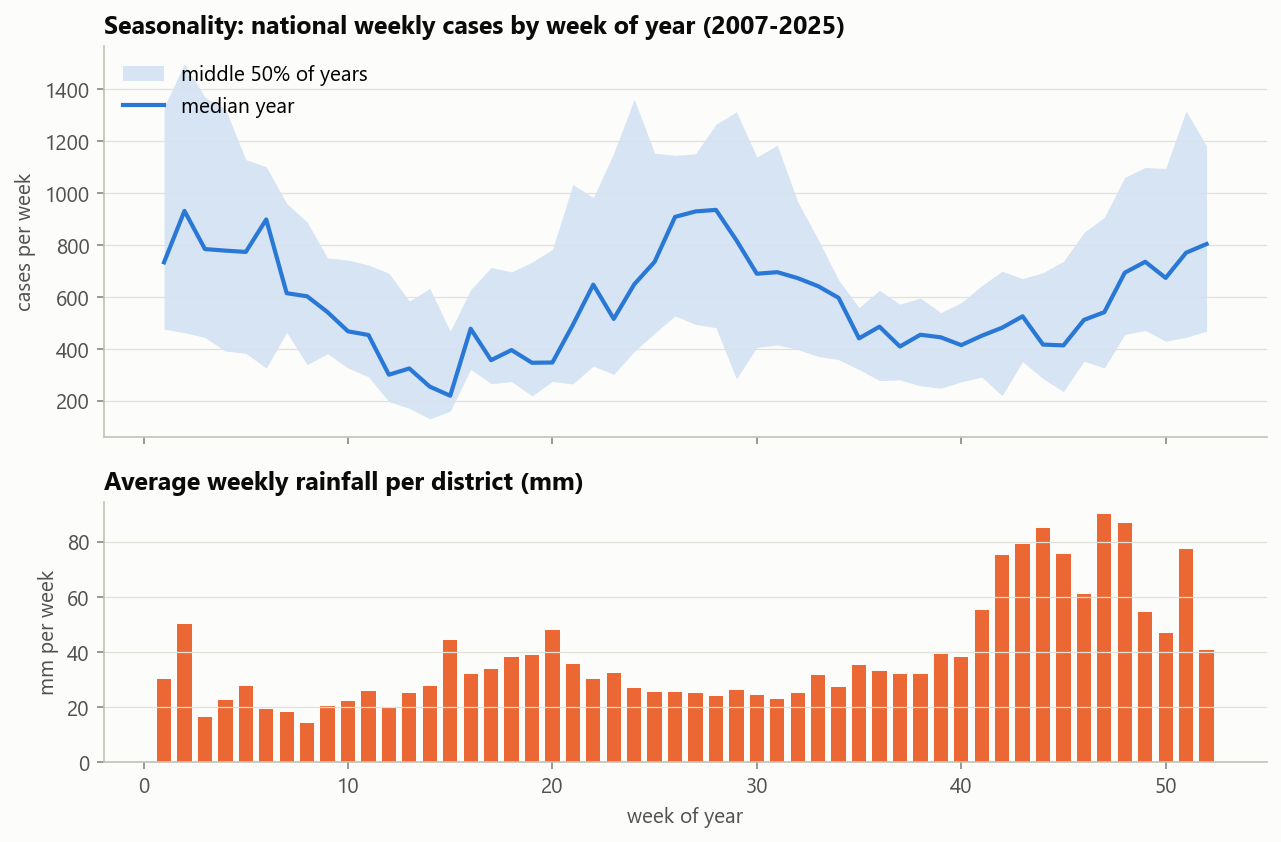 Seasonality: national weekly cases by week of year (2007-2025)
middle 50% of years
median year
cases per week
1400
1200
1000
800
600
400
200
Average weekly rainfall per district (mm)
mm per week
80
60
40
20
0
0 10 20 30 40 50
week of year